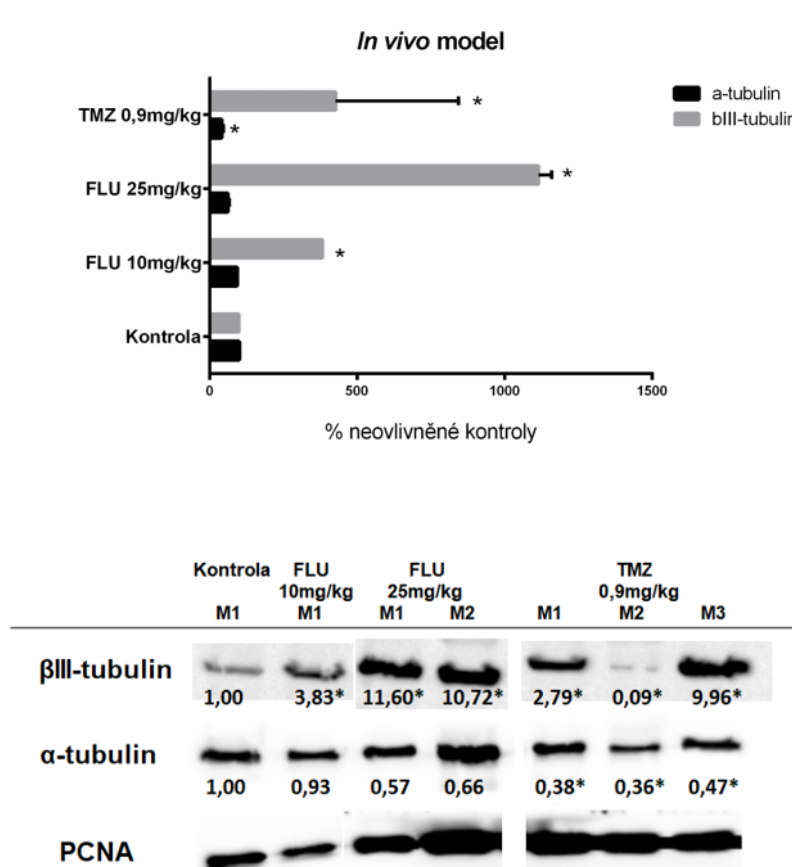 In vivo model
a-tubulin
bIII-tubulin
TMZ 0,9mg/kg
*
*
FLU 25mg/kg
*
FLU 10mg/kg
*
Kontrola
0 500 1000 1500
% neovlivněné kontroly
Kontrola FLU FLU TMZ
10mg/kg 25mg/kg 0,9mg/kg
M1 M1 M1 M2 M1 M2 M3
βIII-tubulin
1,00 3,83* 11,60* 10,72* 2,79* 0,09* 9,96*
α-tubulin
1,00 0,93 0,57 0,66 0,38* 0,36* 0,47*
PCNA